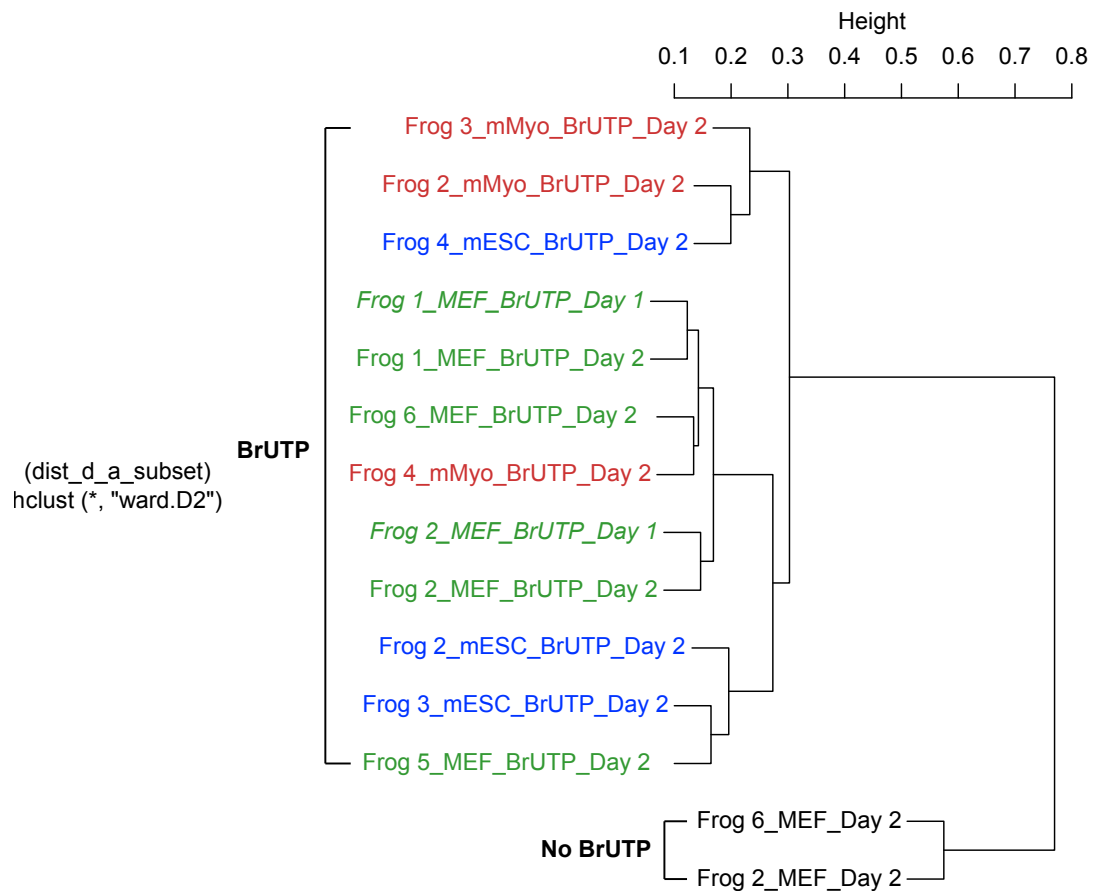 Height
0.1 0.2 0.3 0.4 0.5 0.6 0.7 0.8
Frog 3_mMyo_BrUTP_Day 2
Frog 2_mMyo_BrUTP_Day 2
Frog 4_mESC_BrUTP_Day 2
Frog 1_MEF_BrUTP_Day 1
Frog 1_MEF_BrUTP_Day 2
Frog 6_MEF_BrUTP_Day 2
BrUTP
(dist_d_a_subset)
hclust (*, "ward.D2")
Frog 4_mMyo_BrUTP_Day 2
Frog 2_MEF_BrUTP_Day 1
Frog 2_MEF_BrUTP_Day 2
Frog 2_mESC_BrUTP_Day 2
Frog 3_mESC_BrUTP_Day 2
Frog 5_MEF_BrUTP_Day 2
Frog 6_MEF_Day 2
No BrUTP
Frog 2_MEF_Day 2